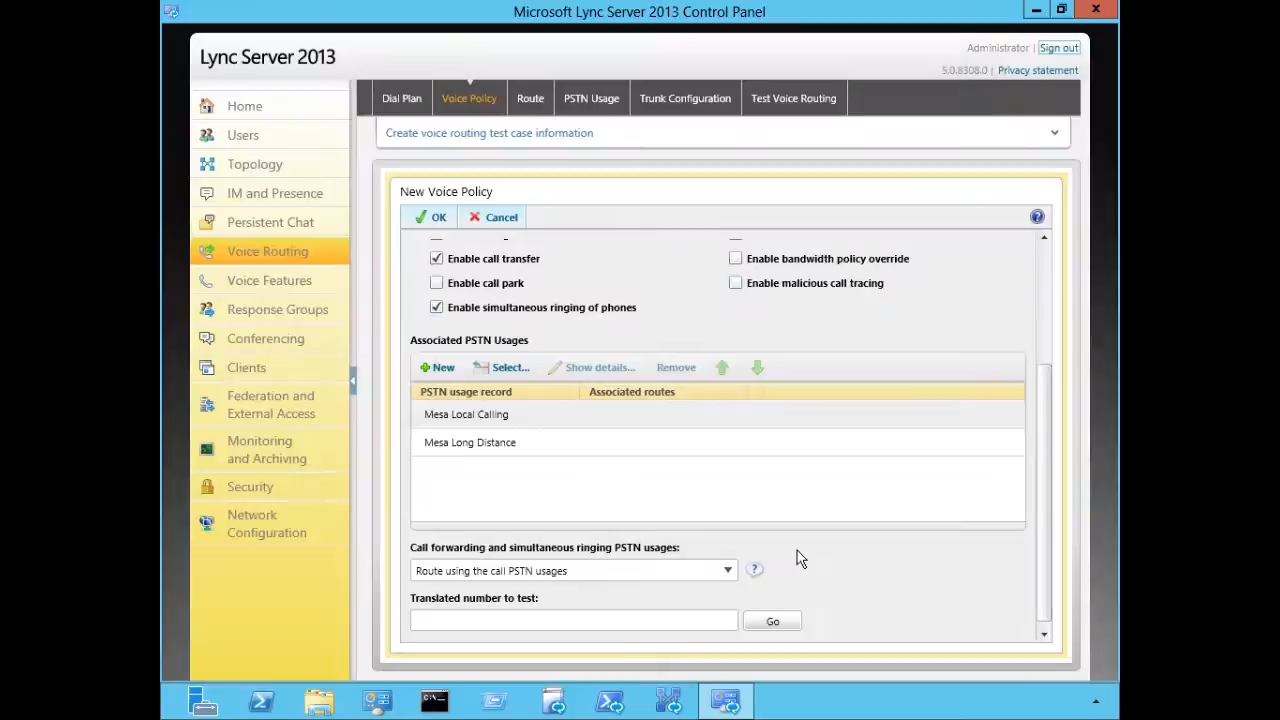 Microsoft Lync Server 2013 Control Panel
Lync Server 2013
Administrator | Sign out
5.0.8308.0 | Privacy statement
Home
Users
Topology
IM and Presence
Persistent Chat
Voice Routing
Voice Features
Response Groups
Conferencing
Clients
Federation and
External Access
Monitoring
and Archiving
Security
Network
Configuration
Dial Plan
Voice Policy
Route
PSTN Usage
Trunk Configuration
Test Voice Routing
Create voice routing test case information
New Voice Policy
OK
Cancel
Enable call transfer
Enable bandwidth policy override
Enable call park
Enable malicious call tracing
Enable simultaneous ringing of phones
Associated PSTN Usages
New
Select...
Show details...
Remove
PSTN usage record
Associated routes
Mesa Local Calling
Mesa Long Distance
Call forwarding and simultaneous ringing PSTN usages:
Route using the call PSTN usages
Translated number to test:
Go